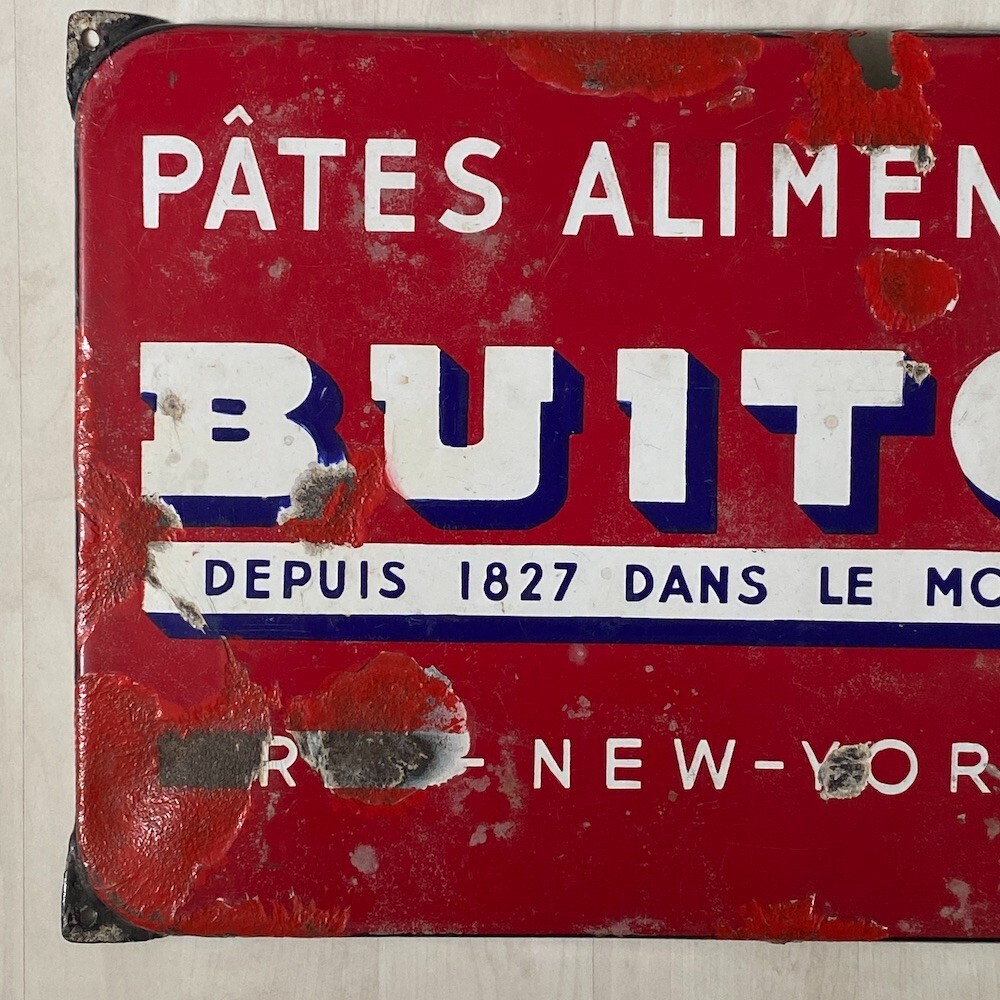 PÂTES ALIMEN
BUITO
DEPUIS 1827 DANS LE MO
- NEW-YOR